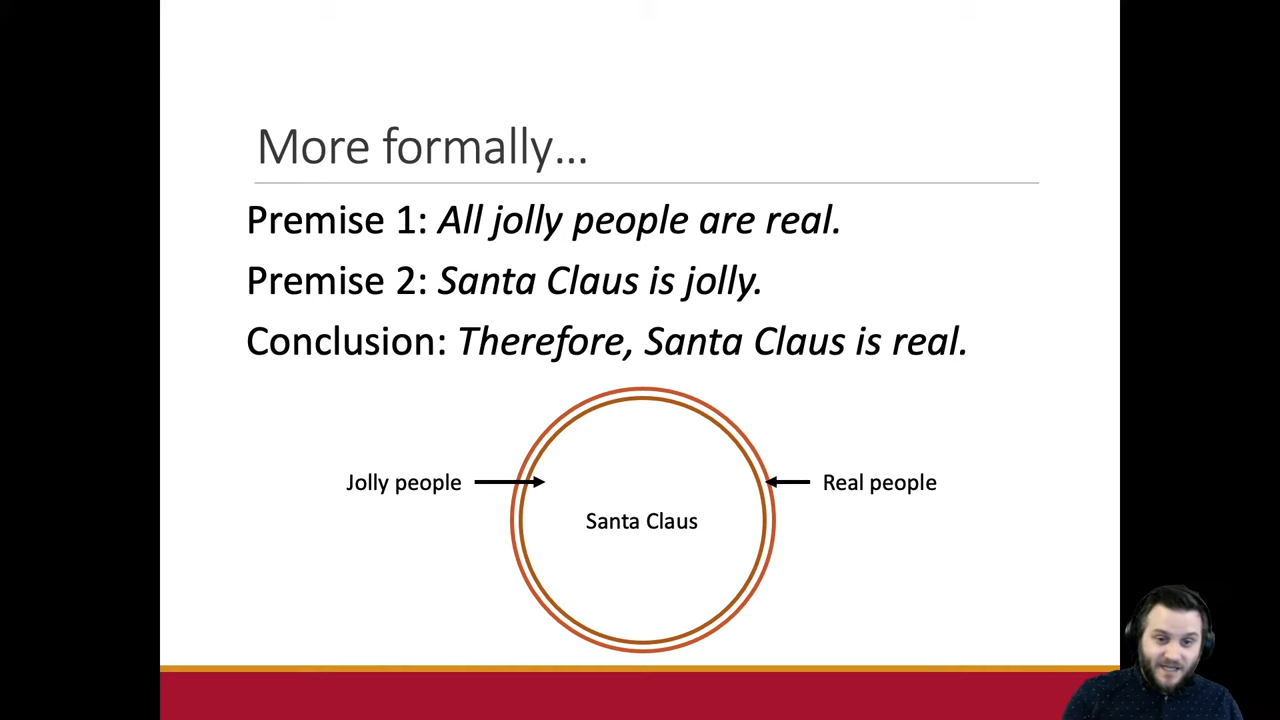 More formally...
Premise 1: All jolly people are real.
Premise 2: Santa Claus is jolly.
Conclusion: Therefore, Santa Claus is real.
Jolly people
Real people
Santa Claus